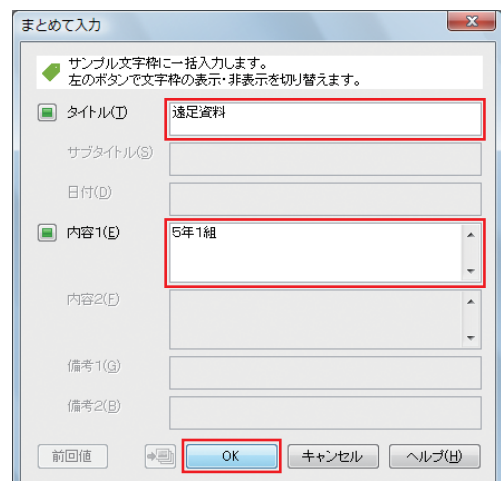 まとめて入力
サンプル文字枠に一括入力します。
左のボタンで文字枠の表示・非表示を切り替えます。
タイトル(T)
遠足資料
サブタイトル(S)
日付(D)
内容1(E)
5年1組
内容2(F)
備考1(G)
備考2(B)
前回値
OK
キャンセル
ヘルプ(H)